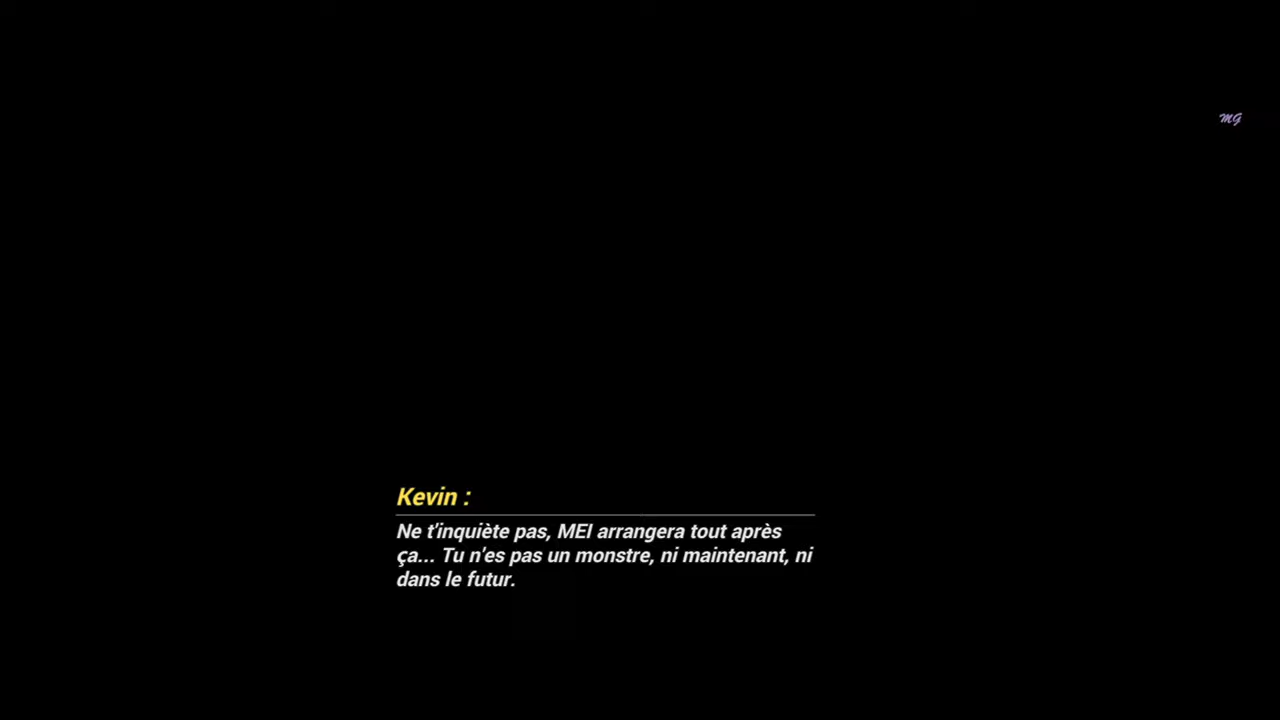 MG
Kevin :
Ne t'inquiète pas, MEI arrangera tout après
ça... Tu n'es pas un monstre, ni maintenant, ni
dans le futur.